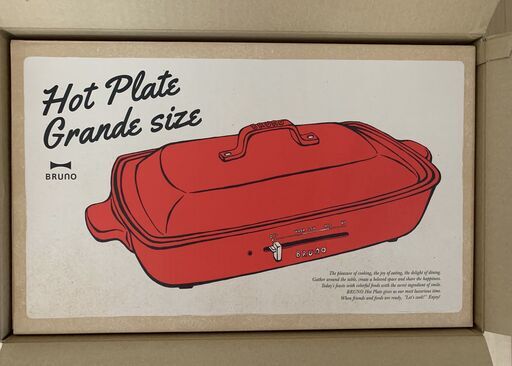 Hot Plate
Grande size
BRUNO
BRUNO
BRUNO
The pleasure of cooking, the joy of eating, the delight of dining.
Gather around the table, create a beloved space and share the happiness.
Today's feasts with colorful foods with the secret ingredient of smile.
BRUNO Hot Plate gives us our most luxurious time.
When friends and foods are ready, "Let's cook!" Enjoy!